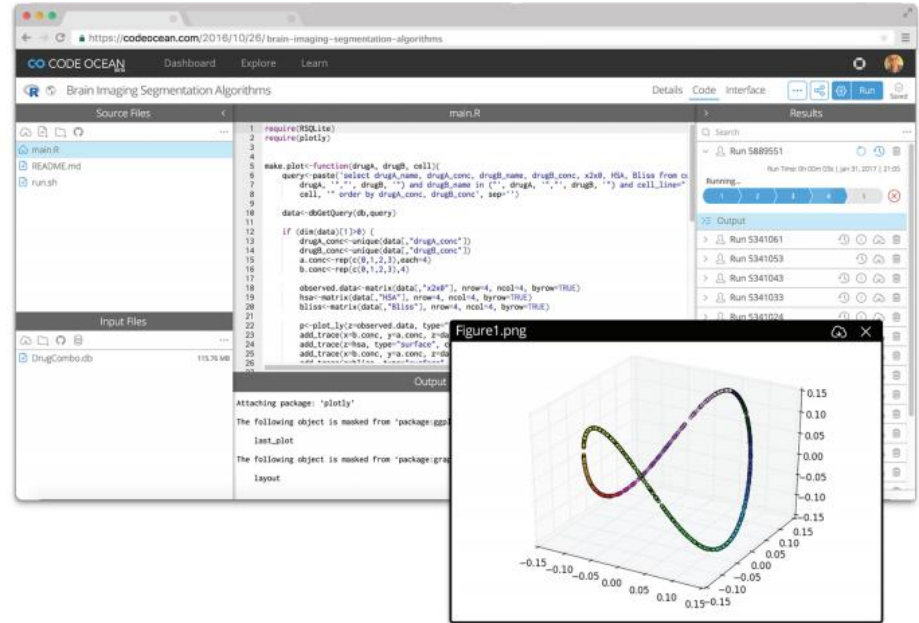 https://codeocean.com/2016/10/26/brain-imaging-segmentation-algorithms
CO CODE OCEAN BETA Dashboard Explore Learn
R Brain Imaging Segmentation Algorithms Details Code Interface ... Run Saved
Source Files < main.R > Results
main.R
README.md
run.sh
Input Files
DrugCombo.db 115.76 MB
1 require(RSQLite)
2 require(plotly)
3
4
5 make.plot<-function(drugA, drugB, cell){
6 query<-paste('select drugA_name, drugA_conc, drugB_name, drugB_conc, x2x0, HSA, Bliss from co
7 drugA, '","', drugB, '") and drugB_name in ("', drugA, '","', drugB, '") and cell_line="
8 cell, '" order by drugA_conc, drugB_conc', sep='')
9
10 data<-dbGetQuery(db,query)
11
12 if (dim(data)[1]>0) {
13 drugA_conc<-unique(data[,"drugA_conc"])
14 drugB_conc<-unique(data[,"drugB_conc"])
15 a.conc<-rep(c(0,1,2,3),each=4)
16 b.conc<-rep(c(0,1,2,3),4)
17
18 observed.data<-matrix(data[,"x2x0"], nrow=4, ncol=4, byrow=TRUE)
19 hsa<-matrix(data[,"HSA"], nrow=4, ncol=4, byrow=TRUE)
20 bliss<-matrix(data[,"Bliss"], nrow=4, ncol=4, byrow=TRUE)
21
22 p<-plot_ly(z=observed.data, type="
23 add_trace(x=b.conc, y=a.conc, z=da
24 add_trace(z=hsa, type="surface", c
25 add_trace(x=b.conc, y=a.conc, z=da
26
Output
Attaching package: 'plotly'
The following object is masked from 'package:ggpl
last_plot
The following object is masked from 'package:grap
layout
Search ...
Run 5889551
Run Time: 0h 00m 03s | Jan 31, 2017 | 21:05
Running...
1 2 3 4 5
Output
Run 5341061
Run 5341053
Run 5341043
Run 5341033
Run 5341024
Figure1.png
0.15
0.10
0.05
0.00
-0.05
-0.10
-0.15
0.15
0.10
0.05
0.00
-0.05
-0.10
-0.15
-0.15
-0.10
-0.05
0.00
0.05
0.10
0.15